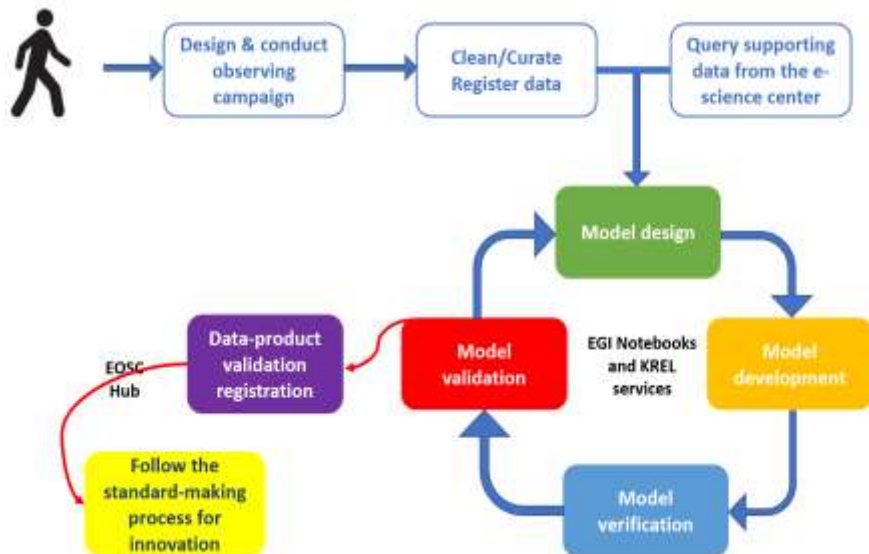 Design & conduct
observing
campaign
Clean/Curate
Register data
Query supporting
data from the e-
science center
Model design
Data-product
validation
registration
EOSC
Hub
Model
validation
EGI Notebooks
and KREL
services
Model
development
Follow the
standard-making
process for
innovation
Model
verification